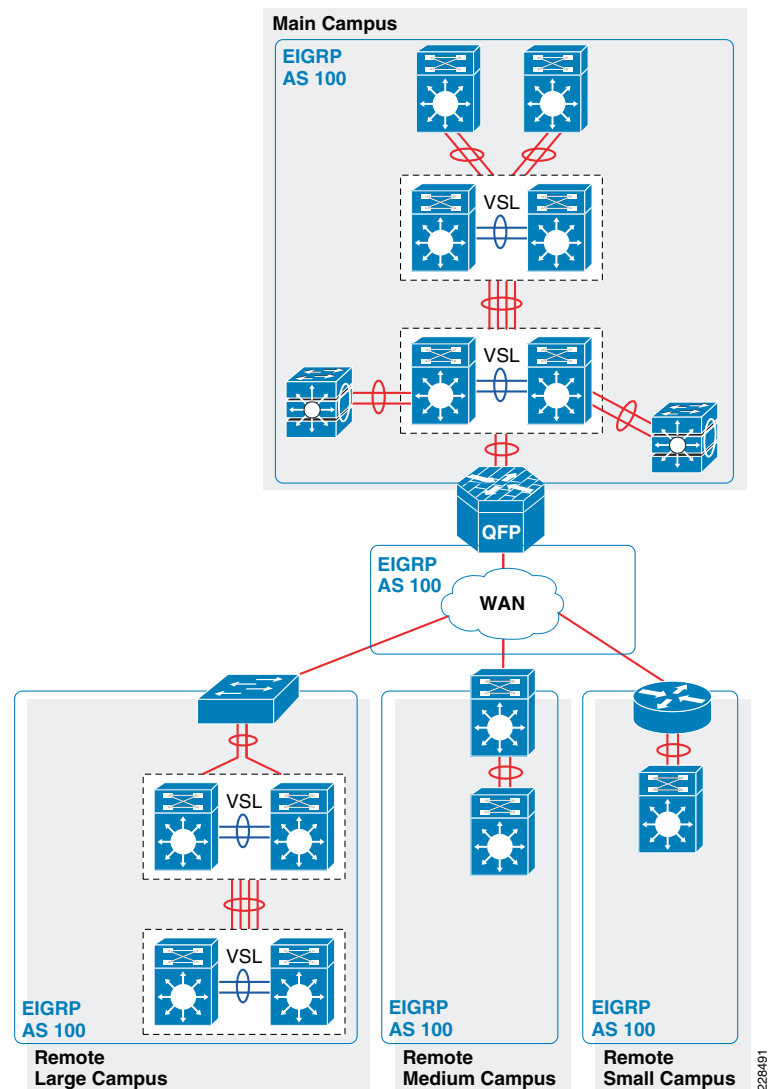 Main Campus
EIGRP
AS 100
VSL
VSL
QFP
EIGRP
AS 100
WAN
VSL
VSL
EIGRP
AS 100
Remote
Large Campus
EIGRP
AS 100
Remote
Medium Campus
EIGRP
AS 100
Remote
Small Campus
228491